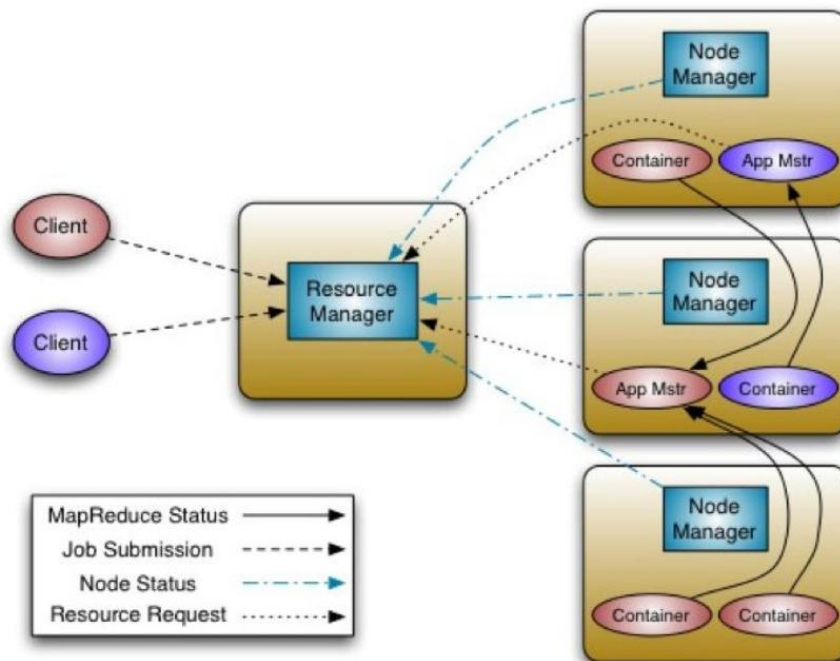 Node
Manager
Container
App Mstr
Client
Resource
Manager
Client
Node
Manager
App Mstr
Container
Node
Manager
Container
Container
MapReduce Status
Job Submission
Node Status
Resource Request